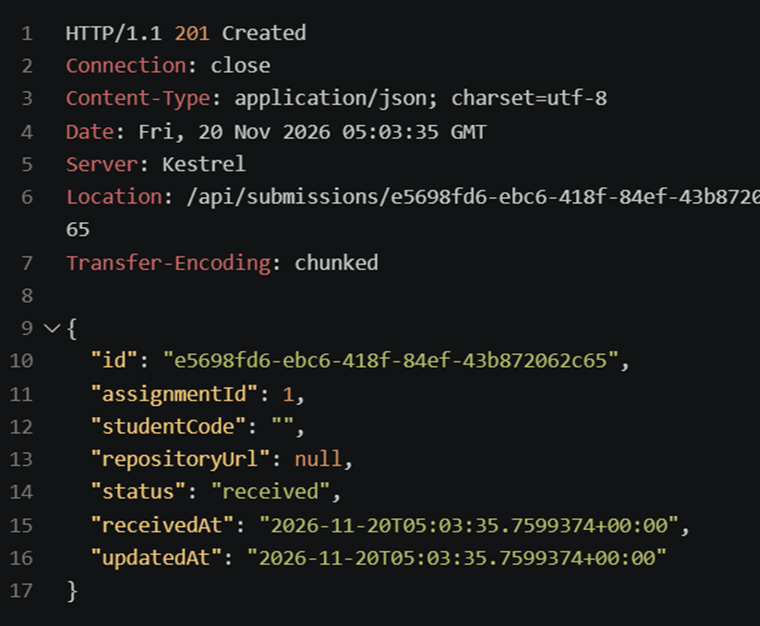 1 HTTP/1.1 201 Created
2 Connection: close
3 Content-Type: application/json; charset=utf-8
4 Date: Fri, 20 Nov 2026 05:03:35 GMT
5 Server: Kestrel
6 Location: /api/submissions/e5698fd6-ebc6-418f-84ef-43b8720
65
7 Transfer-Encoding: chunked
8
9 {
10 "id": "e5698fd6-ebc6-418f-84ef-43b872062c65",
11 "assignmentId": 1,
12 "studentCode": "",
13 "repositoryUrl": null,
14 "status": "received",
15 "receivedAt": "2026-11-20T05:03:35.7599374+00:00",
16 "updatedAt": "2026-11-20T05:03:35.7599374+00:00"
17 }